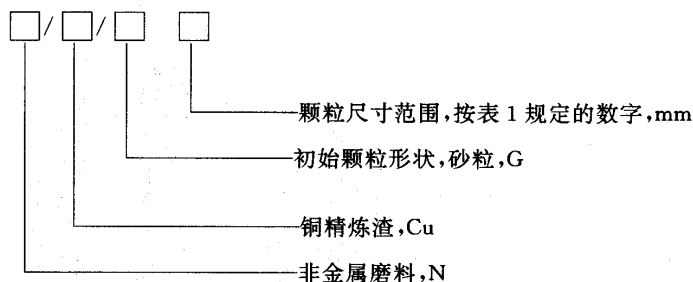 □/□/□ □
颗粒尺寸范围,按表1规定的数字,mm
初始颗粒形状,砂粒,G
铜精炼渣,Cu
非金属磨料,N